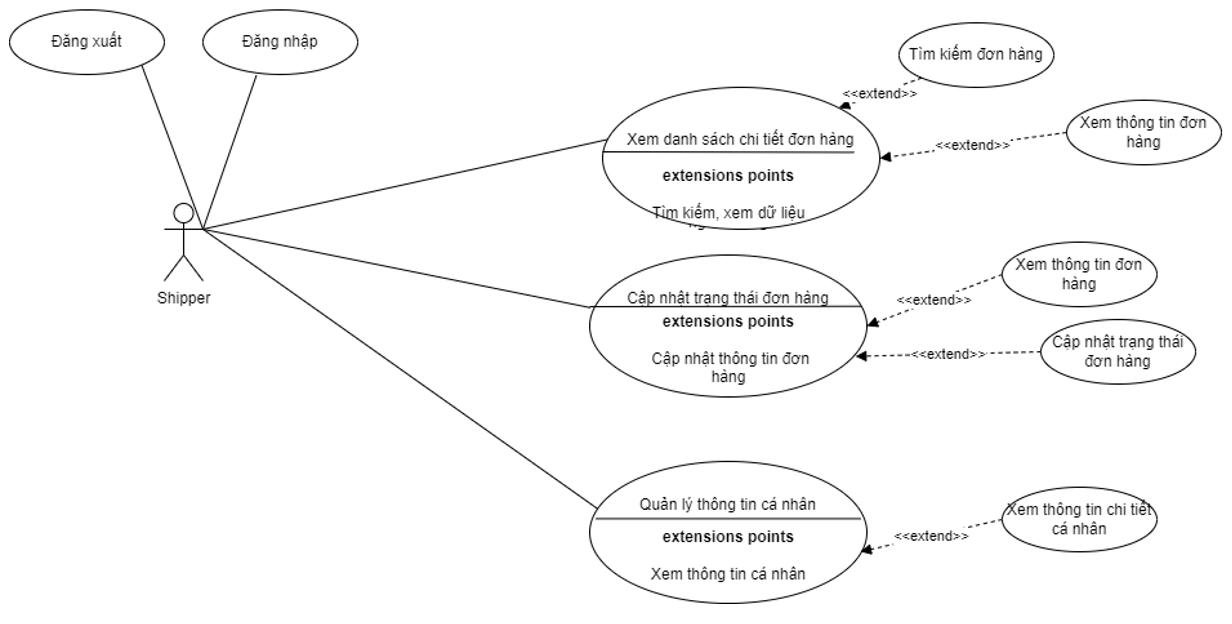 Đăng xuất
Đăng nhập
Tìm kiếm đơn hàng
<<extend>>
Xem thông tin đơn
hàng
<<extend>>
Xem danh sách chi tiết đơn hàng
extensions points
Tìm kiếm, xem dữ liệu
Shipper
Xem thông tin đơn
hàng
<<extend>>
Cập nhật trạng thái đơn hàng
extensions points
Cập nhật thông tin đơn
hàng
Cập nhật trạng thái
đơn hàng
<<extend>>
Quản lý thông tin cá nhân
extensions points
Xem thông tin cá nhân
<<extend>>
Xem thông tin chi tiết
cá nhân